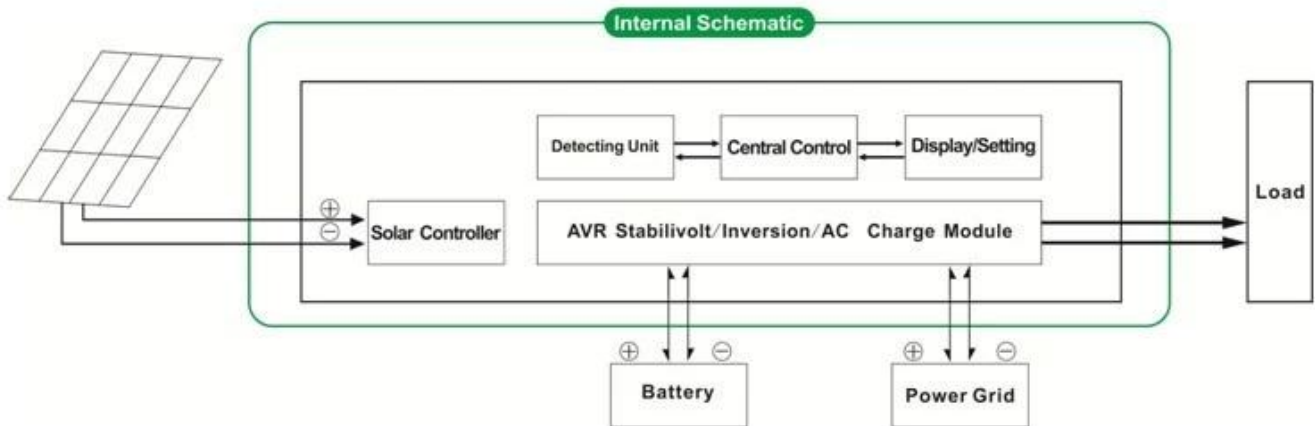 Internal Schematic
Detecting Unit
Central Control
Display/Setting
Load
⊕
⊖
Solar Controller
AVR Stabilivolt/Inversion/AC Charge Module
⊕ ⊖
⊕ ⊖
Battery
Power Grid